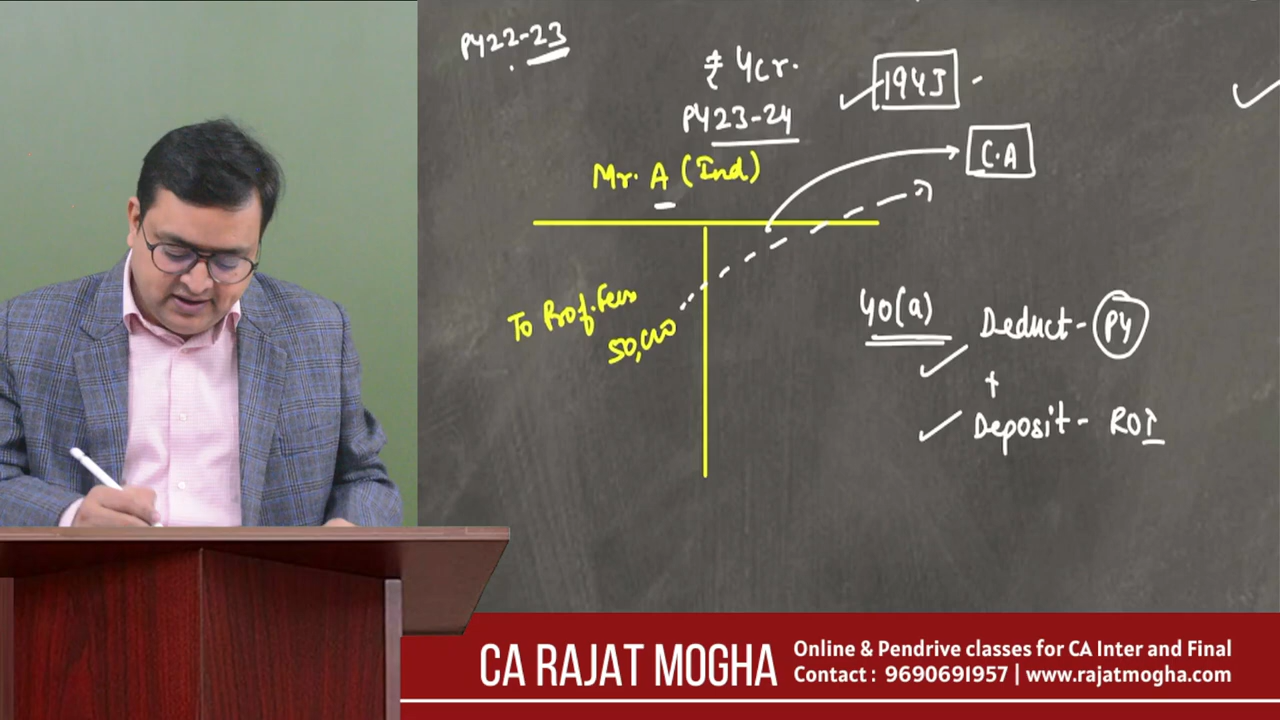 PY22-23
₹ 4cr.
PY23-24
194J
C.A
Mr. A (Ind)
To Prof. Fees
50,000
40(a)
Deduct - PY
+
Deposit - ROI
CA RAJAT MOGHA
Online & Pendrive classes for CA Inter and Final
Contact : 9690691957 | www.rajatmogha.com